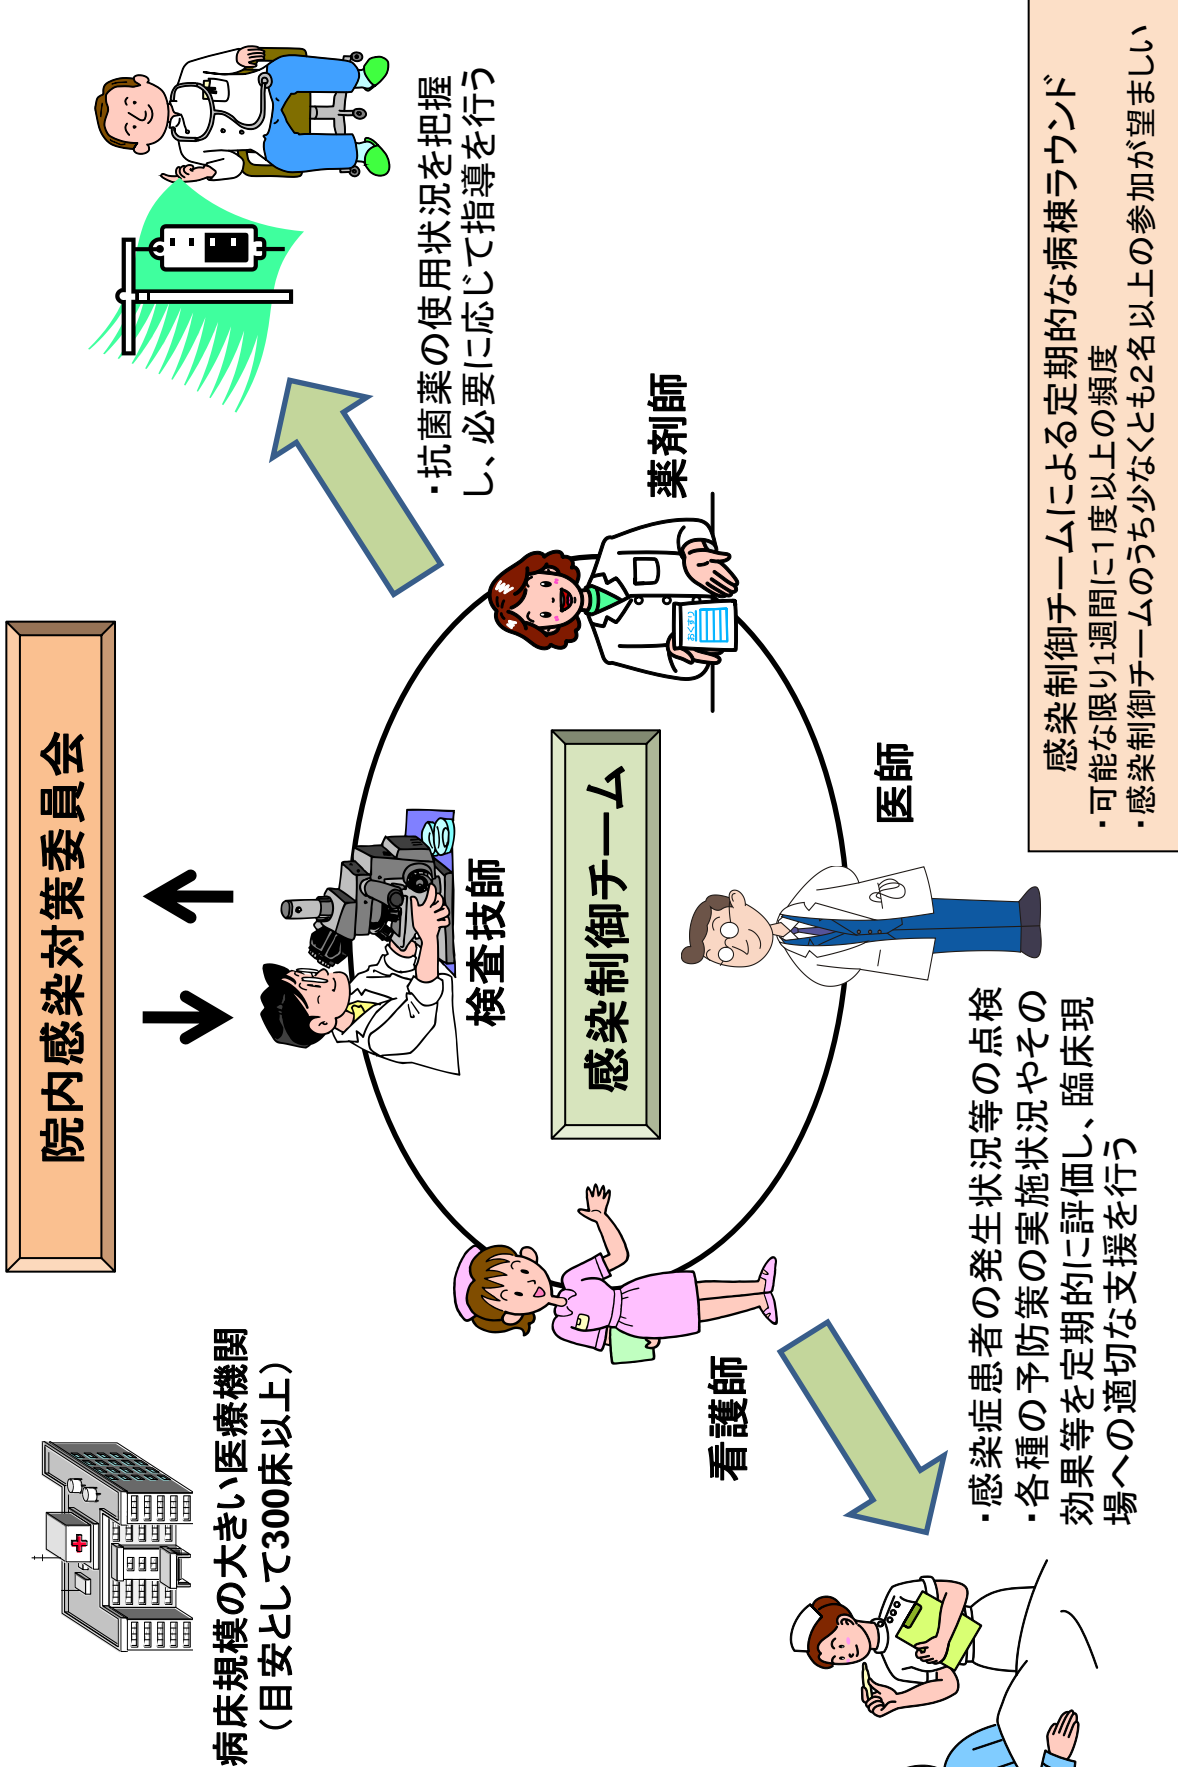 院内感染対策委員会
病床規模の大きい医療機関
（目安として300床以上）
検査技師
感染制御チーム
薬剤師
おくすり
看護師
医師
・抗菌薬の使用状況を把握
し、必要に応じて指導を行う
・感染症患者の発生状況等の点検
・各種の予防策の実施状況やその
効果等を定期的に評価し、臨床現
場への適切な支援を行う
感染制御チームによる定期的な病棟ラウンド
・可能な限り1週間に1度以上の頻度
・感染制御チームのうち少なくとも2名以上の参加が望ましい